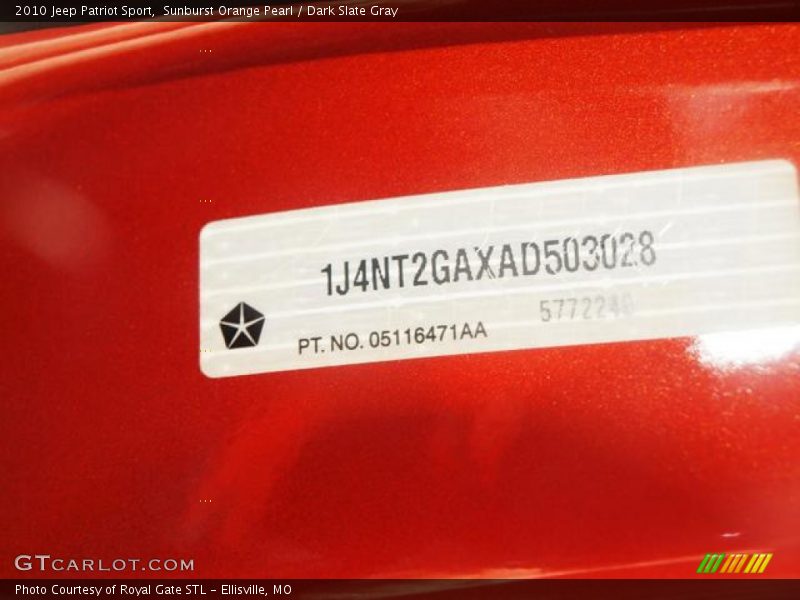 2010 Jeep Patriot Sport, Sunburst Orange Pearl / Dark Slate Gray
1J4NT2GAXAD503028
PT. NO. 05116471AA
GTCARLOT.COM
Photo Courtesy of Royal Gate STL - Ellisville, MO